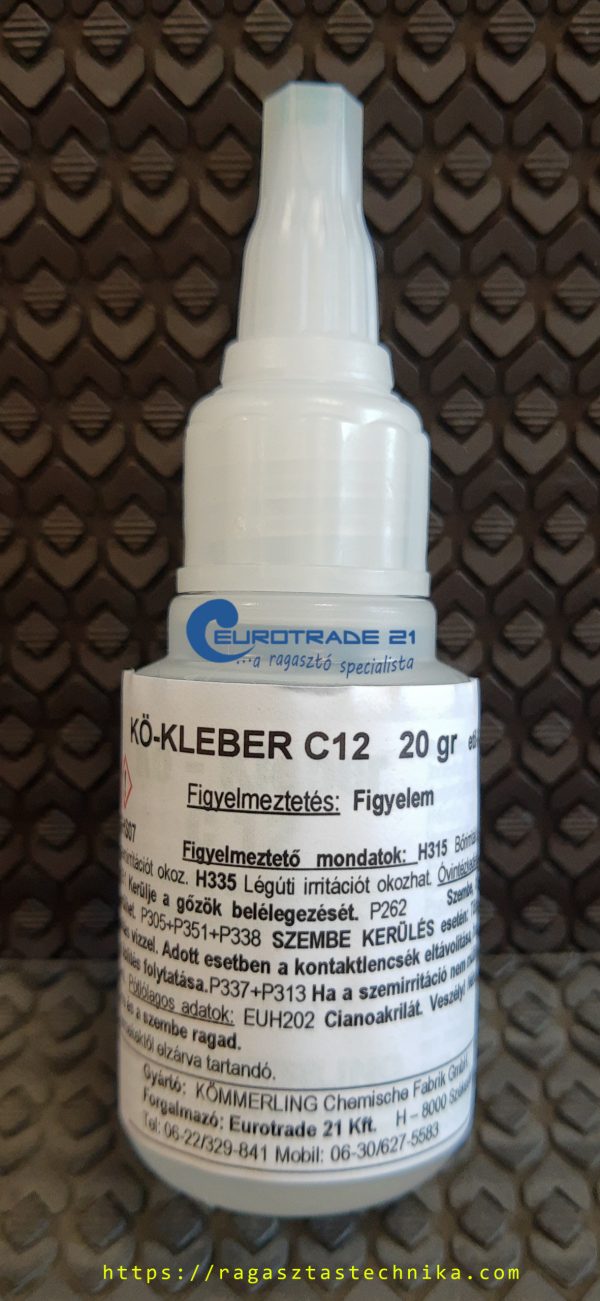 EUROTRADE 21
...a ragasztó specialista
KÖ-KLEBER C12 20 gr
Figyelmeztetés: Figyelem
Figyelmeztető mondatok: H315
okoz. H335 Légúti irritációt okozhat.
Kerülje a gőzök belélegezését. P262 Szembe,
P305+P351+P338 SZEMBE KERÜLÉS esetén:
vízzel. Adott esetben a kontaktlencsék eltávolítása,
folytatása.P337+P313 Ha a szemirritáció nem
Pótlólagos adatok: EUH202 Cianoakrilát. Veszély!
és a szembe ragad.
elzárva tartandó.
Gyártó: KÖMMERLING Chemische Fabrik GmbH
Forgalmazó: Eurotrade 21 Kft. H – 8000
Tel: 06-22/329-841 Mobil: 06-30/627-5583
https://ragasztastechnika.com